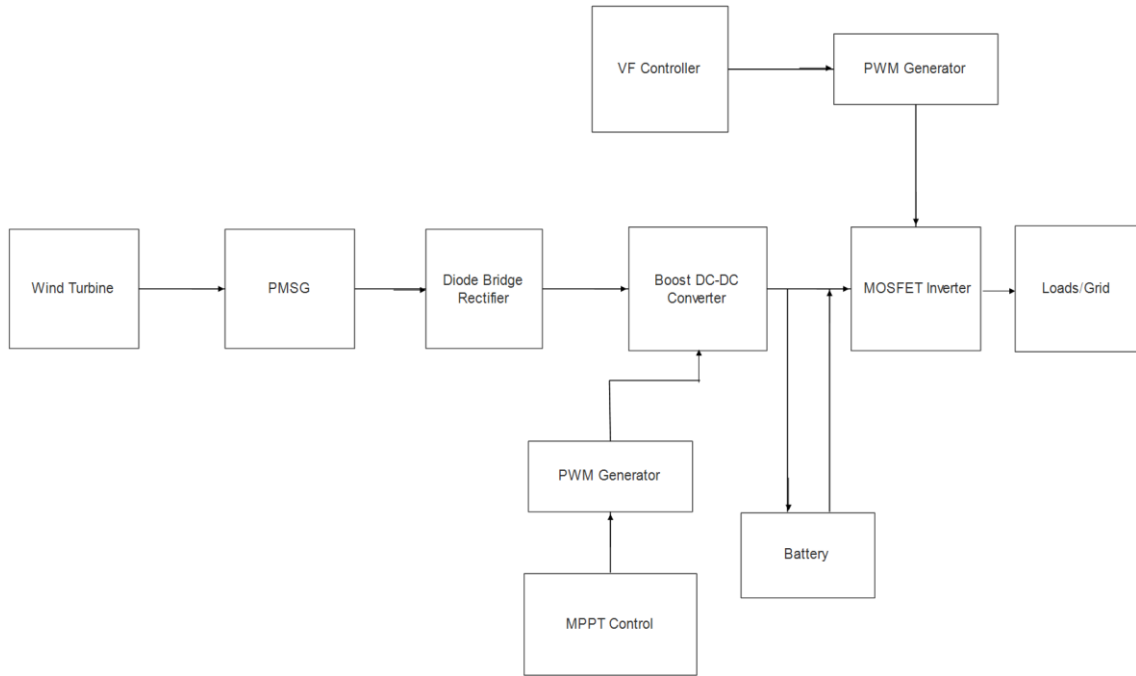 VF Controller
PWM Generator
Wind Turbine
PMSG
Diode Bridge
Rectifier
Boost DC-DC
Converter
MOSFET Inverter
Loads/Grid
PWM Generator
Battery
MPPT Control